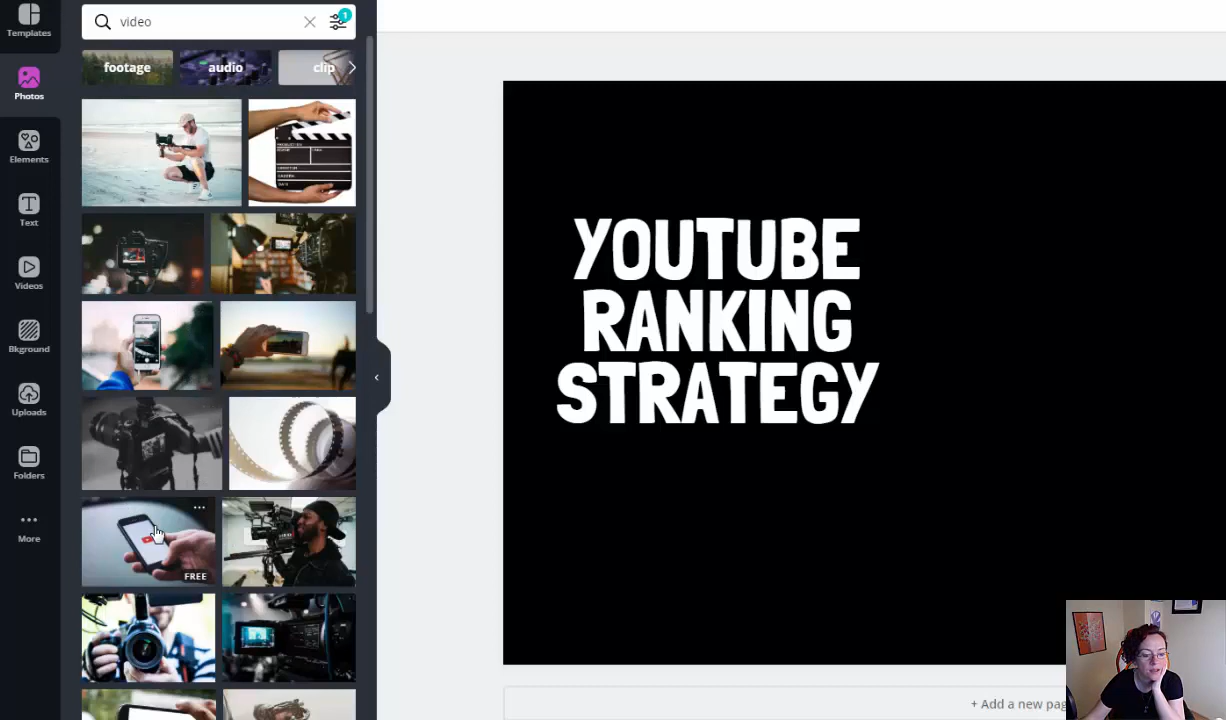 Templates
video
1
footage
audio
clip
Photos
Elements
Text
Videos
Bkground
Uploads
Folders
More
FREE
YOUTUBE
RANKING
STRATEGY
+ Add a new pag